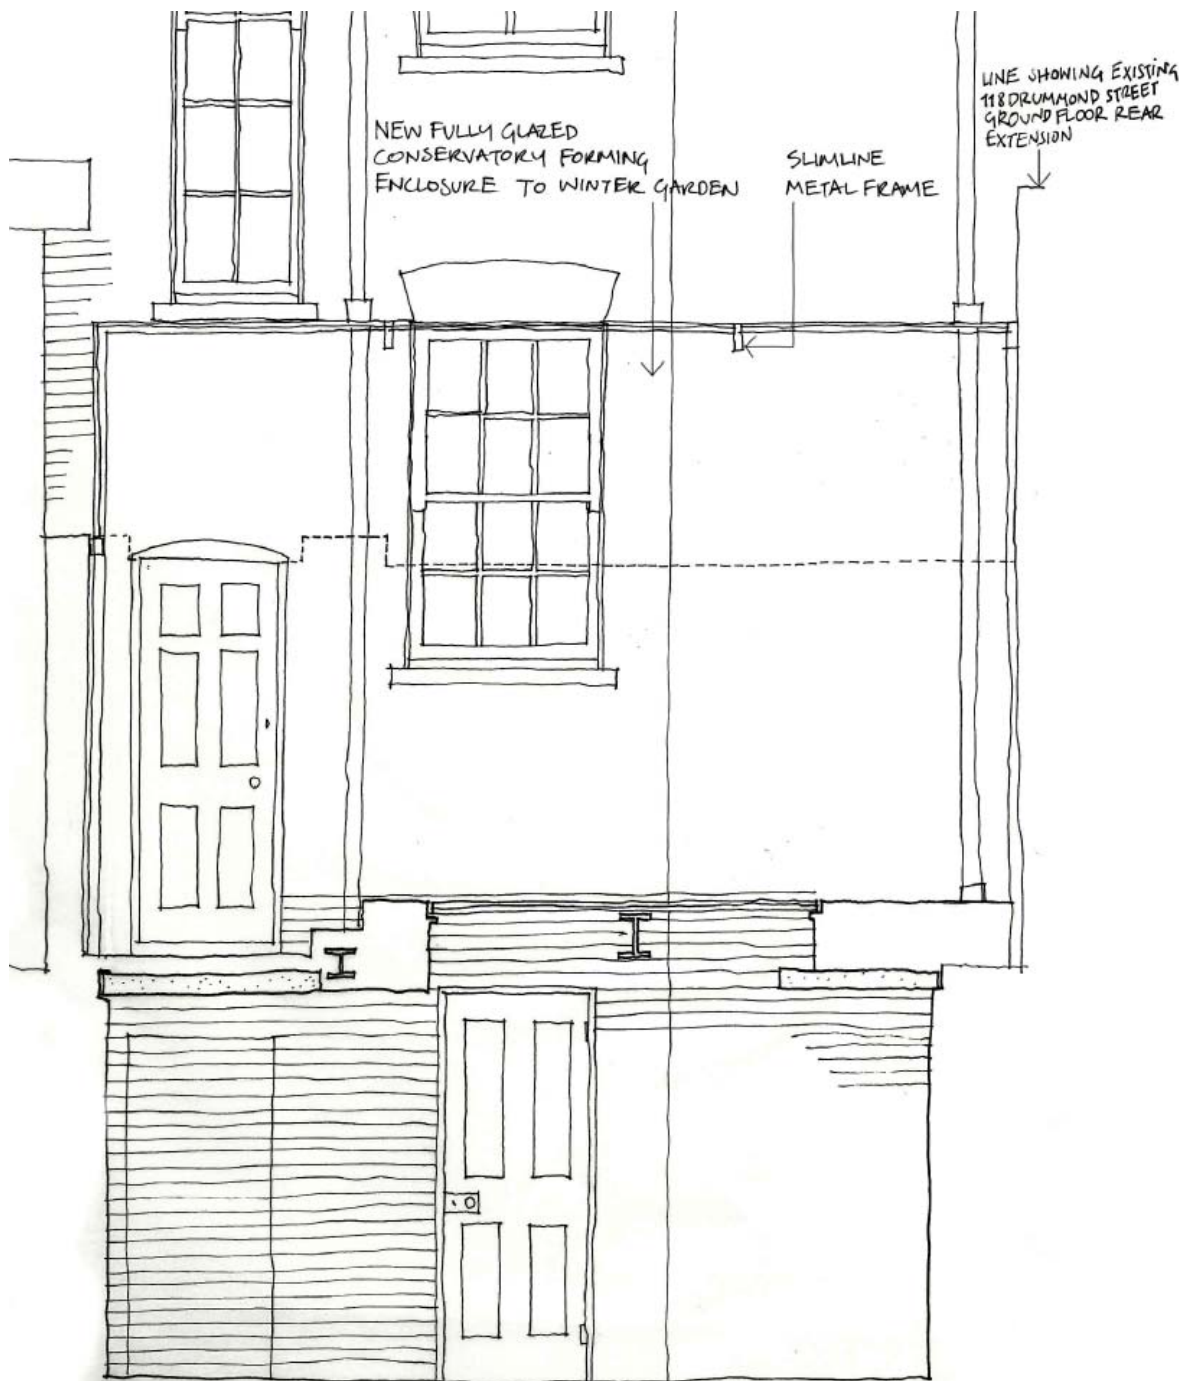 NEW FULLY GLAZED
CONSERVATORY FORMING
ENCLOSURE TO WINTER GARDEN
SLIMLINE
METAL FRAME
LINE SHOWING EXISTING
118 DRUMMOND STREET
GROUND FLOOR REAR
EXTENSION